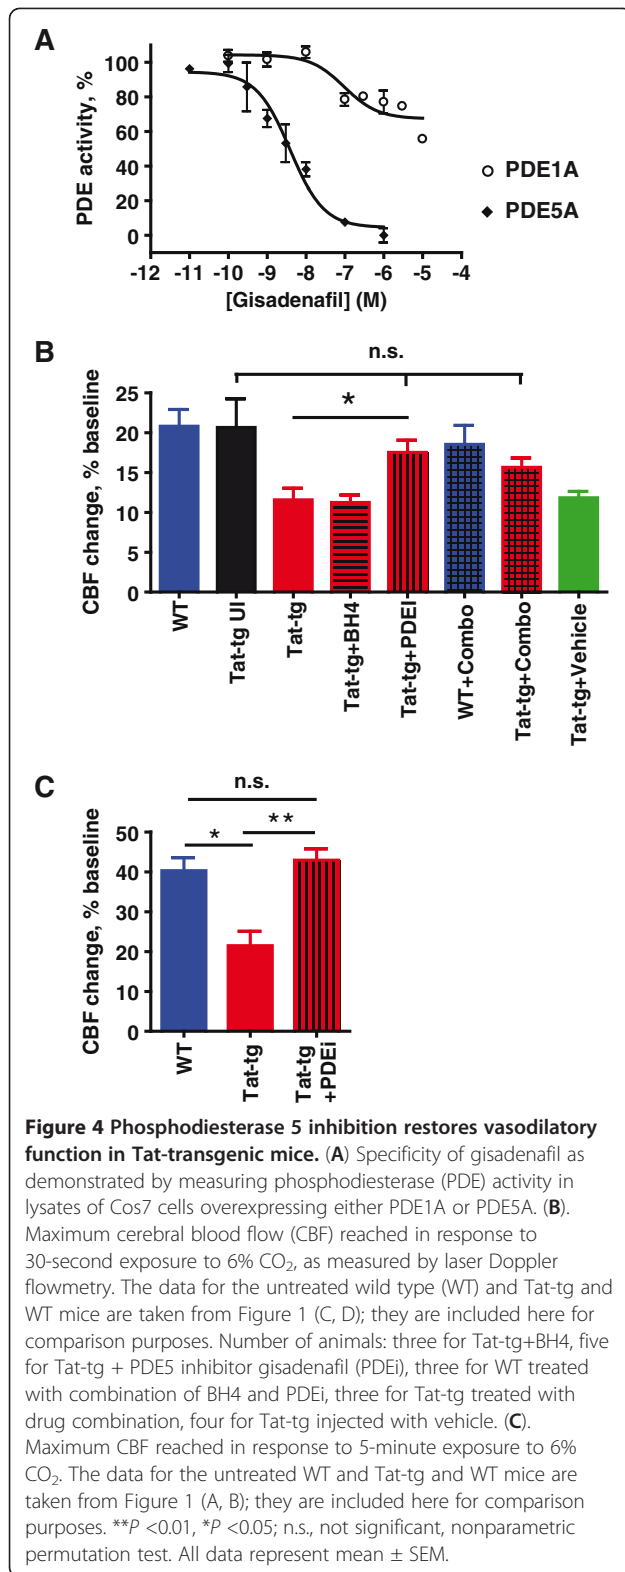 A
PDE activity, %
100
80
60
40
20
0
-12 -11 -10 -9 -8 -7 -6 -5 -4
[Gisadenafil] (M)
PDE1A
PDE5A
B
n.s.
*
CBF change, % baseline
25
20
15
10
5
0
WT
Tat-tg UI
Tat-tg
Tat-tg+BH4
Tat-tg+PDEI
WT+Combo
Tat-tg+Combo
Tat-tg+Vehicle
C
n.s.
* **
CBF change, % baseline
50
40
30
20
10
0
WT
Tat-tg
Tat-tg
+PDEi
Figure 4 Phosphodiesterase 5 inhibition restores vasodilatory
function in Tat-transgenic mice. (A) Specificity of gisadenafil as
demonstrated by measuring phosphodiesterase (PDE) activity in
lysates of Cos7 cells overexpressing either PDE1A or PDE5A. (B).
Maximum cerebral blood flow (CBF) reached in response to
30-second exposure to 6% CO₂, as measured by laser Doppler
flowmetry. The data for the untreated wild type (WT) and Tat-tg and
WT mice are taken from Figure 1 (C, D); they are included here for
comparison purposes. Number of animals: three for Tat-tg+BH4, five
for Tat-tg + PDE5 inhibitor gisadenafil (PDEi), three for WT treated
with combination of BH4 and PDEi, three for Tat-tg treated with
drug combination, four for Tat-tg injected with vehicle. (C).
Maximum CBF reached in response to 5-minute exposure to 6%
CO₂. The data for the untreated WT and Tat-tg and WT mice are
taken from Figure 1 (A, B); they are included here for comparison
purposes. **P <0.01, *P <0.05; n.s., not significant, nonparametric
permutation test. All data represent mean ± SEM.